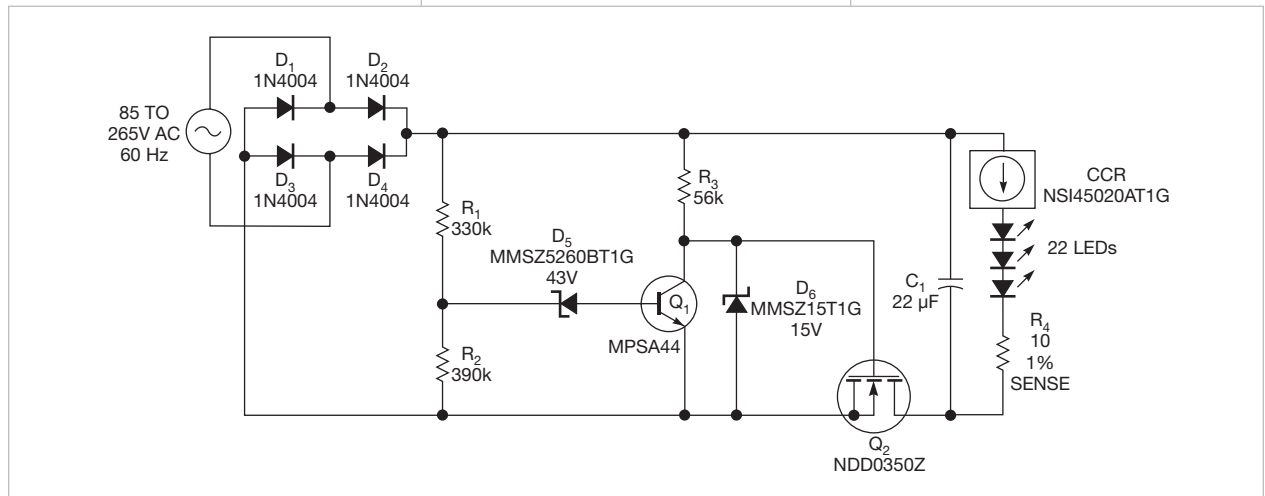 D1
1N4004
D2
1N4004
85 TO
265V AC
60 Hz
D3
1N4004
D4
1N4004
R1
330k
R2
390k
D5
MMSZ5260BT1G
43V
R3
56k
Q1
MPSA44
D6
MMSZ15T1G
15V
Q2
NDD0350Z
C1
22 µF
CCR
NSI45020AT1G
22 LEDs
R4
10
1%
SENSE